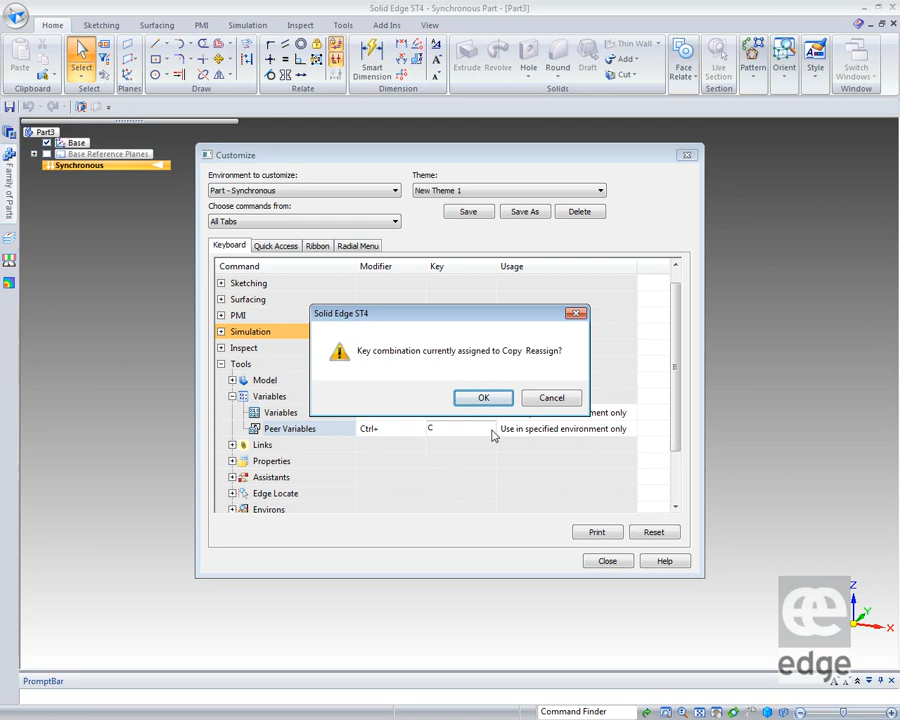 Solid Edge ST4 - Synchronous Part - [Part3]
Home Sketching Surfacing PMI Simulation Inspect Tools Add Ins View
Paste Select Smart Dimension Extrude Revolve Hole Round Draft Thin Wall Add Cut Face Relate Live Section Pattern Orient Style Switch Windows
Clipboard Select Planes Draw Relate Dimension Solids Section Window
Part3
Base
Base Reference Planes
Synchronous
Family of Parts
Customize
Environment to customize: Theme:
Part - Synchronous New Theme 1
Choose commands from: Save Save As Delete
All Tabs
Keyboard Quick Access Ribbon Radial Menu
Command Modifier Key Usage
Sketching
Surfacing
PMI
Simulation
Inspect
Tools
Model
Variables
Variables ment only
Peer Variables Ctrl+ C Use in specified environment only
Links
Properties
Assistants
Edge Locate
Environs
Solid Edge ST4
Key combination currently assigned to Copy Reassign?
OK Cancel
Print Reset
Close Help
Z
Y
X
ee
edge
PromptBar
Command Finder